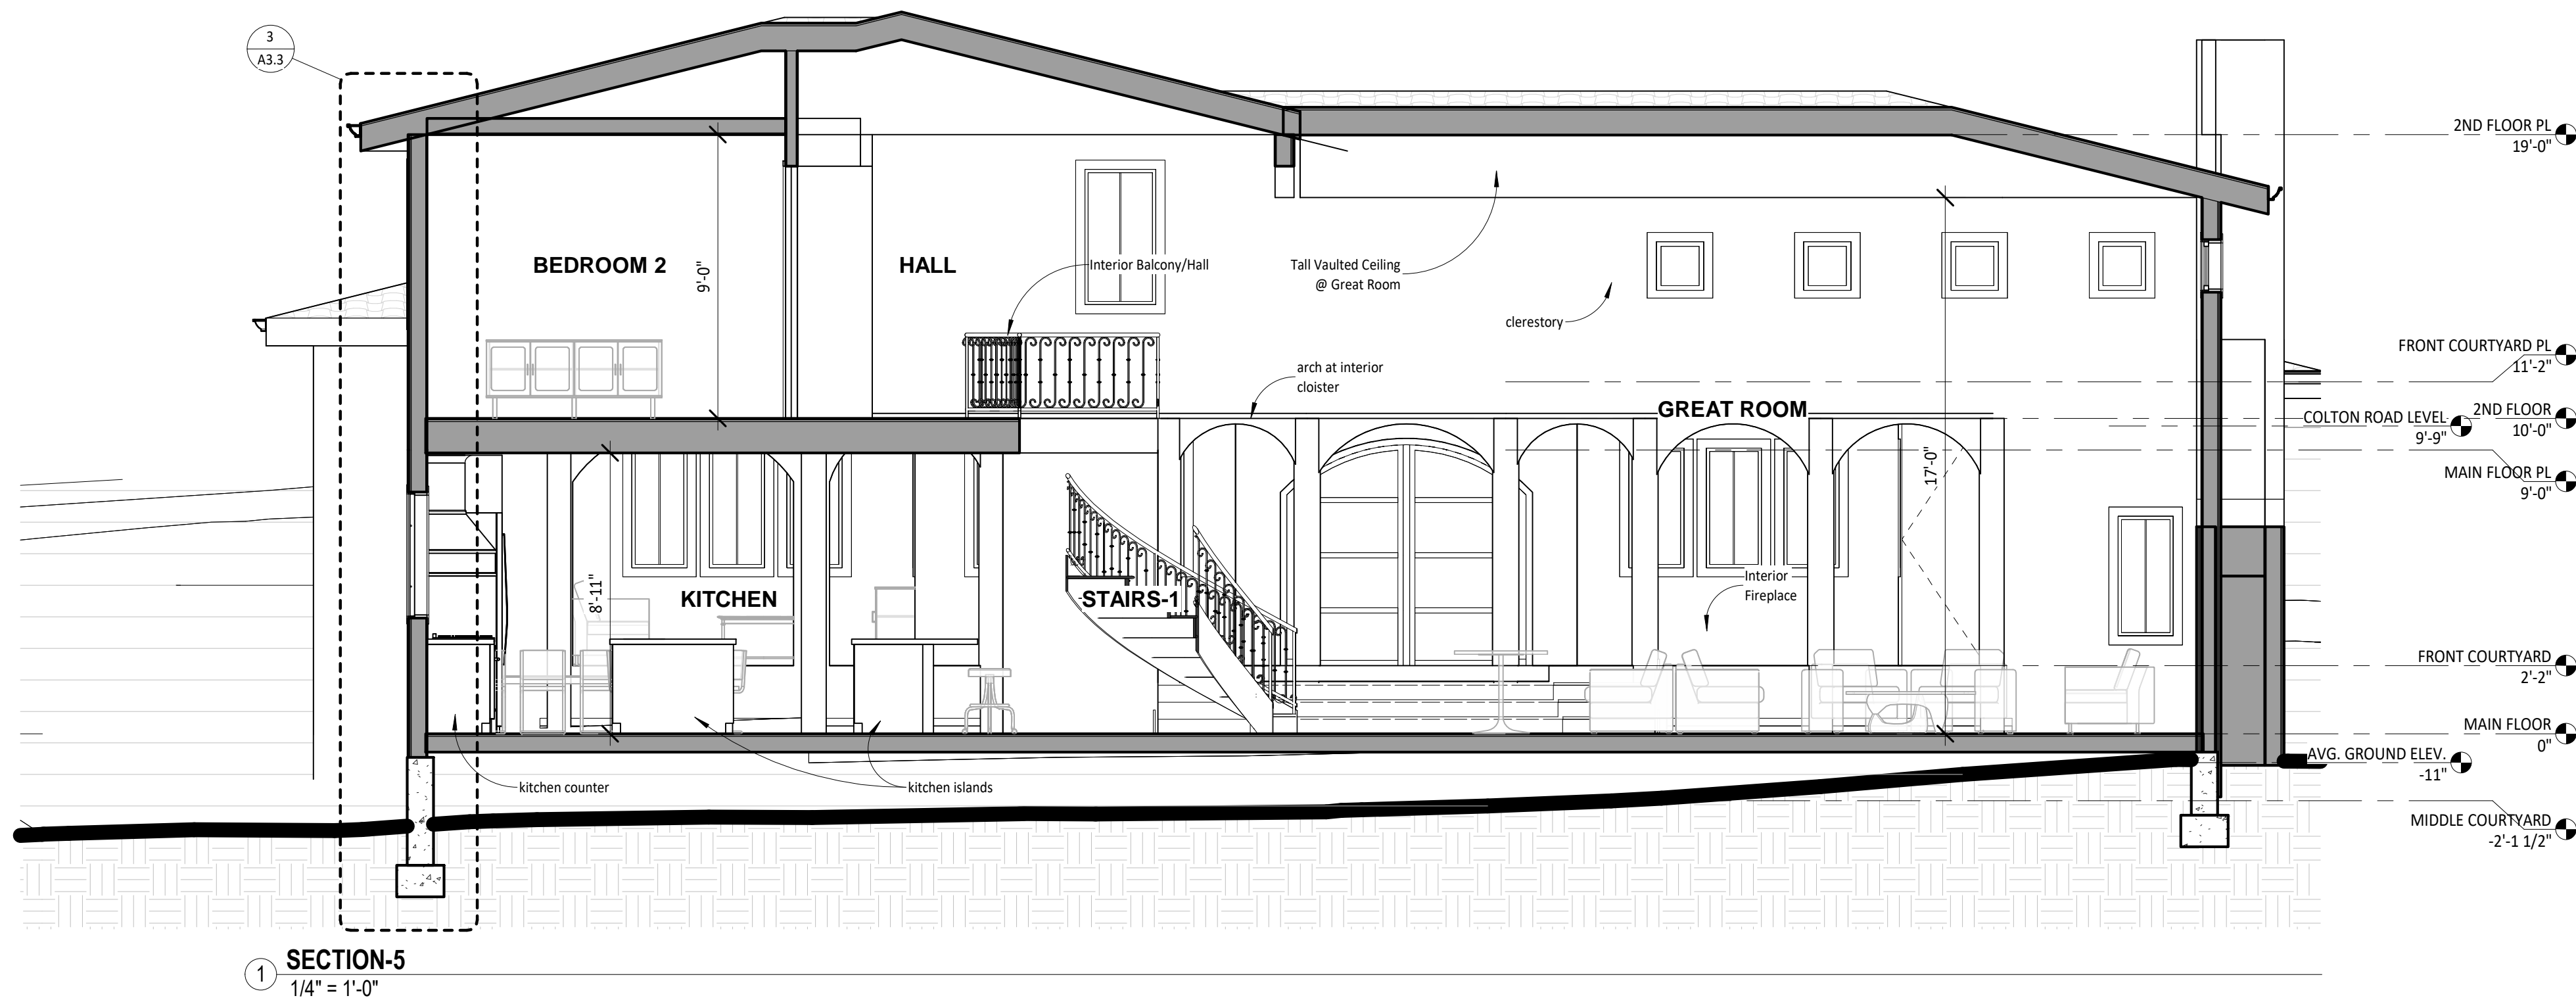 3
A3.3
2ND FLOOR PL
19'-0"
BEDROOM 2
9'-0"
HALL
Interior Balcony/Hall
Tall Vaulted Ceiling
@ Great Room
clerestory
FRONT COURTYARD PL
11'-2"
arch at interior
cloister
GREAT ROOM
COLTON ROAD LEVEL
9'-9"
2ND FLOOR
10'-0"
17'-0"
MAIN FLOOR PL
9'-0"
8'-11"
KITCHEN
STAIRS-1
Interior
Fireplace
FRONT COURTYARD
2'-2"
MAIN FLOOR
0"
AVG. GROUND ELEV.
-11"
kitchen counter
kitchen islands
MIDDLE COURTYARD
-2'-1 1/2"
1
SECTION-5
1/4" = 1'-0"